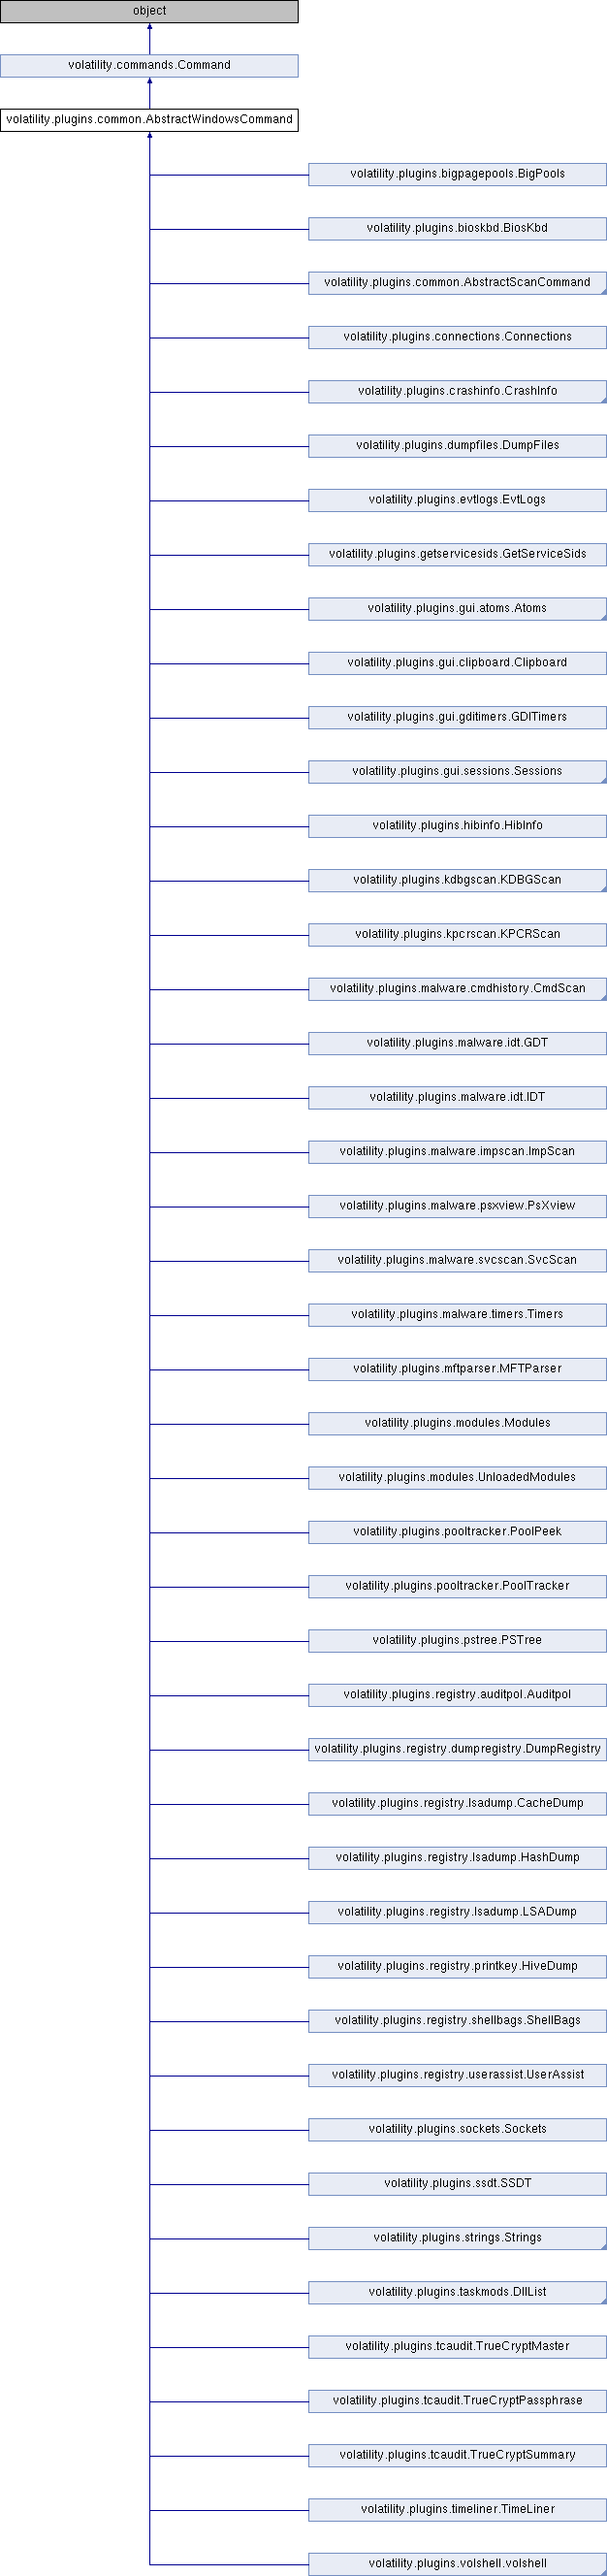 object
volatility.commands.Command
volatility.plugins.common.AbstractWindowsCommand
volatility.plugins.bigpagepools.BigPools
volatility.plugins.bioskbd.BiosKbd
volatility.plugins.common.AbstractScanCommand
volatility.plugins.connections.Connections
volatility.plugins.crashinfo.CrashInfo
volatility.plugins.dumpfiles.DumpFiles
volatility.plugins.evtlogs.EvtLogs
volatility.plugins.getservicesids.GetServiceSids
volatility.plugins.gui.atoms.Atoms
volatility.plugins.gui.clipboard.Clipboard
volatility.plugins.gui.gditimers.GDITimers
volatility.plugins.gui.sessions.Sessions
volatility.plugins.hibinfo.HibInfo
volatility.plugins.kdbgscan.KDBGScan
volatility.plugins.kpcrscan.KPCRScan
volatility.plugins.malware.cmdhistory.CmdScan
volatility.plugins.malware.idt.GDT
volatility.plugins.malware.idt.IDT
volatility.plugins.malware.impscan.ImpScan
volatility.plugins.malware.psxview.PsXview
volatility.plugins.malware.svcscan.SvcScan
volatility.plugins.malware.timers.Timers
volatility.plugins.mftparser.MFTParser
volatility.plugins.modules.Modules
volatility.plugins.modules.UnloadedModules
volatility.plugins.pooltracker.PoolPeek
volatility.plugins.pooltracker.PoolTracker
volatility.plugins.pstree.PSTree
volatility.plugins.registry.auditpol.Auditpol
volatility.plugins.registry.dumpregistry.DumpRegistry
volatility.plugins.registry.lsadump.CacheDump
volatility.plugins.registry.lsadump.HashDump
volatility.plugins.registry.lsadump.LSADump
volatility.plugins.registry.printkey.HiveDump
volatility.plugins.registry.shellbags.ShellBags
volatility.plugins.registry.userassist.UserAssist
volatility.plugins.sockets.Sockets
volatility.plugins.ssdt.SSDT
volatility.plugins.strings.Strings
volatility.plugins.taskmods.DllList
volatility.plugins.tcaudit.TrueCryptMaster
volatility.plugins.tcaudit.TrueCryptPassphrase
volatility.plugins.tcaudit.TrueCryptSummary
volatility.plugins.timeliner.TimeLiner
volatility.plugins.volshell.volshell